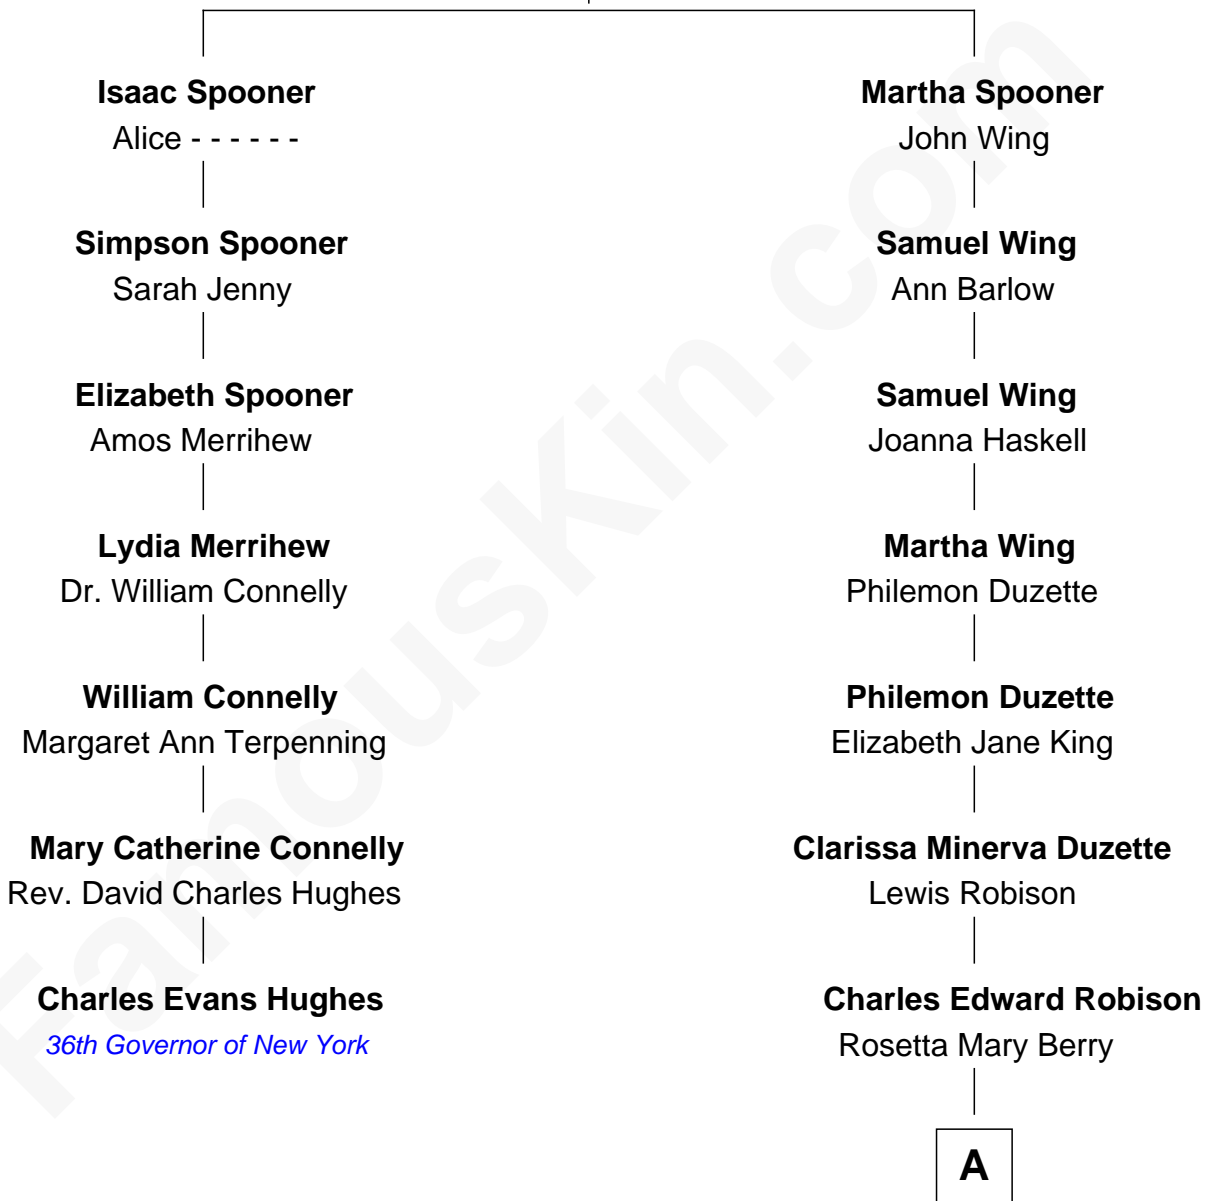 Isaac Spooner
Alice - - - - - -
Martha Spooner
John Wing
Simpson Spooner
Sarah Jenny
Samuel Wing
Ann Barlow
Elizabeth Spooner
Amos Merrihew
Samuel Wing
Joanna Haskell
Lydia Merrihew
Dr. William Connelly
Martha Wing
Philemon Duzette
William Connelly
Margaret Ann Terpenning
Philemon Duzette
Elizabeth Jane King
Mary Catherine Connelly
Rev. David Charles Hughes
Clarissa Minerva Duzette
Lewis Robison
Charles Evans Hughes
36th Governor of New York
Charles Edward Robison
Rosetta Mary Berry
A
FamousKin.com